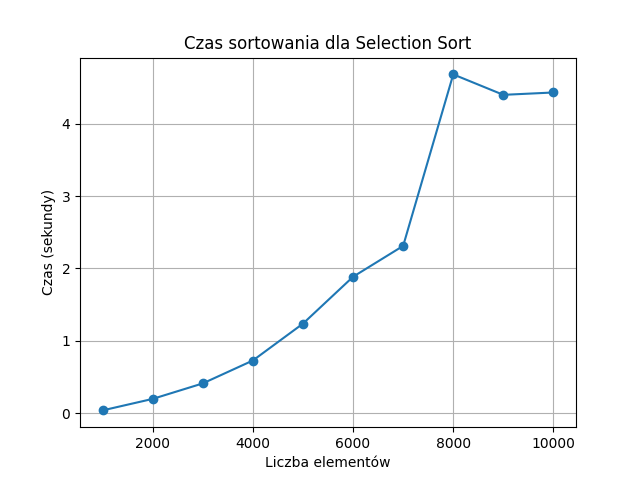 Czas sortowania dla Selection Sort
Czas (sekundy)
4
3
2
1
0
2000 4000 6000 8000 10000
Liczba elementów